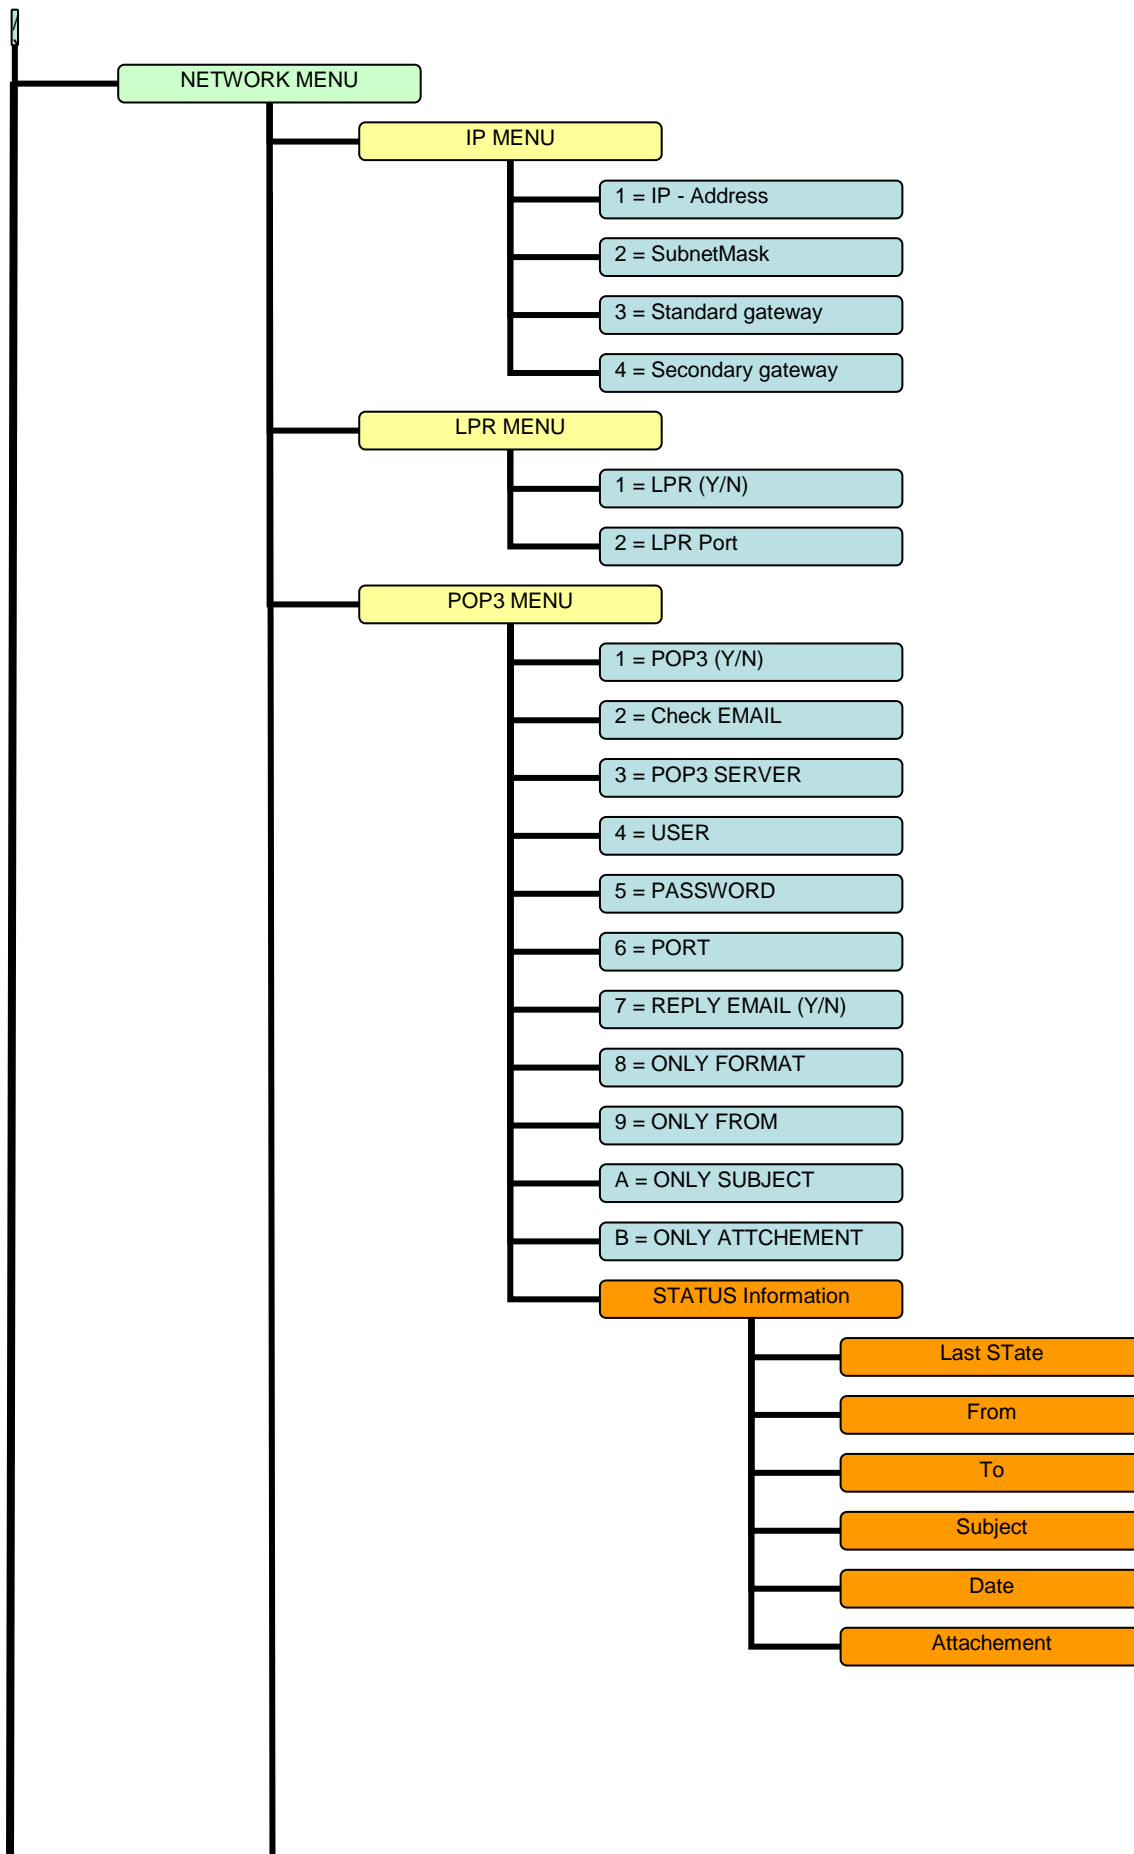 NETWORK MENU
IP MENU
1 = IP - Address
2 = SubnetMask
3 = Standard gateway
4 = Secondary gateway
LPR MENU
1 = LPR (Y/N)
2 = LPR Port
POP3 MENU
1 = POP3 (Y/N)
2 = Check EMAIL
3 = POP3 SERVER
4 = USER
5 = PASSWORD
6 = PORT
7 = REPLY EMAIL (Y/N)
8 = ONLY FORMAT
9 = ONLY FROM
A = ONLY SUBJECT
B = ONLY ATTCHEMENT
STATUS Information
Last STate
From
To
Subject
Date
Attachement